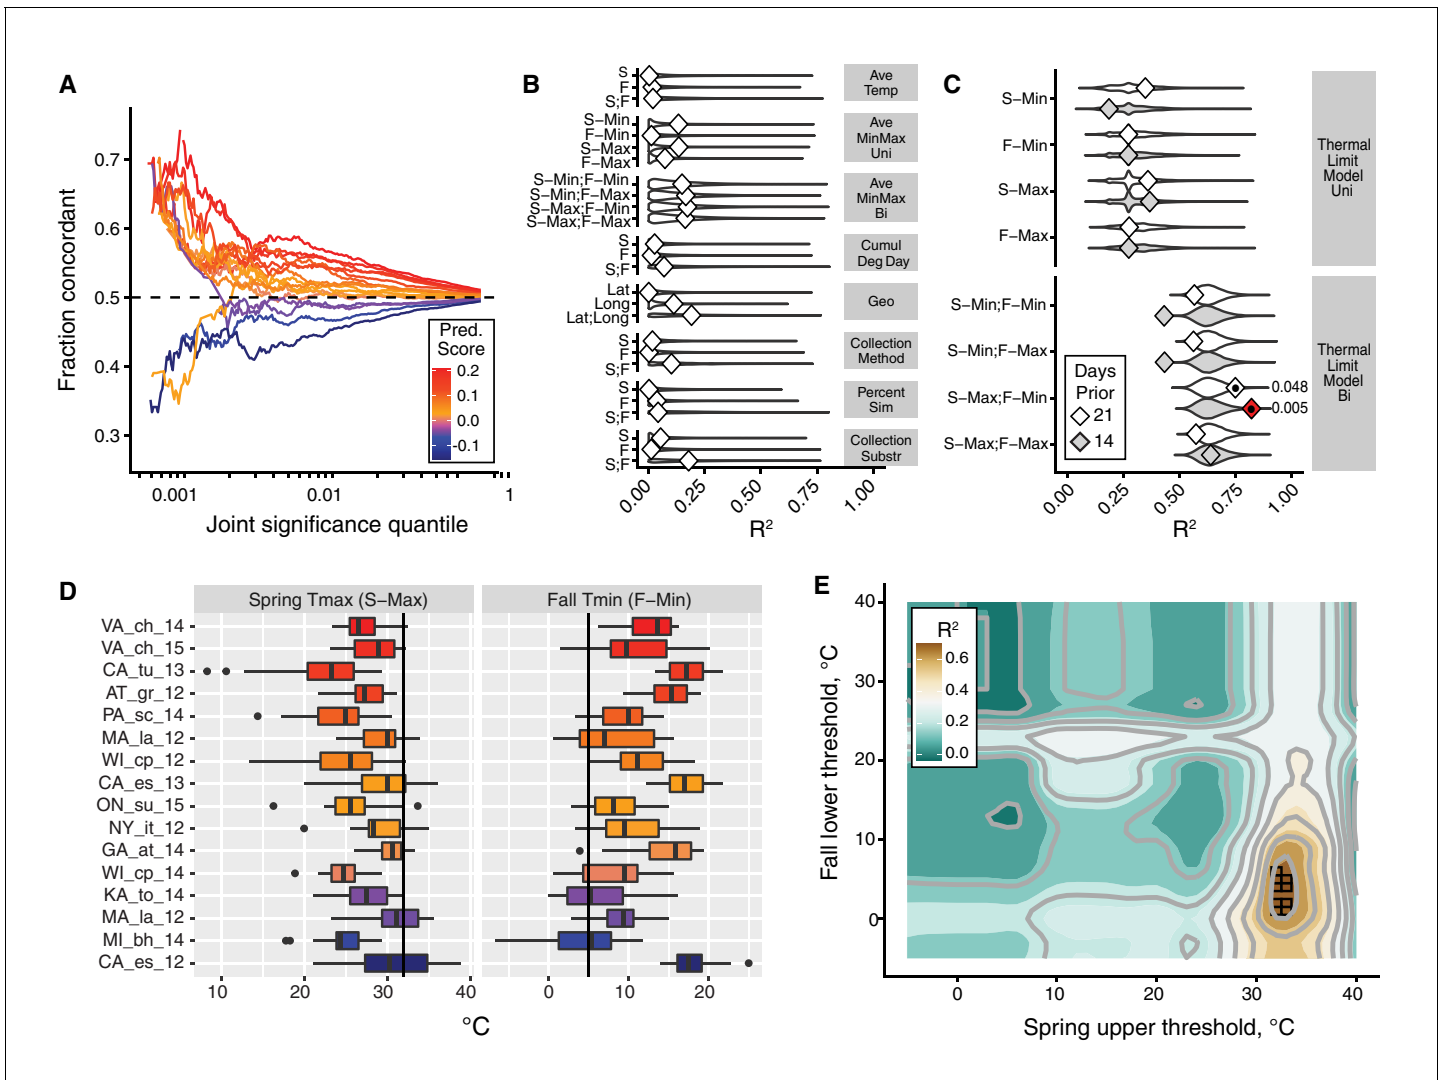 A
Fraction concordant
0.7
0.6
0.5
0.4
0.3
0.001
0.01
1
Joint significance quantile
Pred.
Score
0.2
0.1
0.0
-0.1
B
S
F
S;F
Ave
Temp
S−Min
F−Min
S−Max
F−Max
Ave
MinMax
Uni
S−Min;F−Min
S−Min;F−Max
S−Max;F−Min
S−Max;F−Max
Ave
MinMax
Bi
S
F
S;F
Cumul
Deg Day
Lat
Long
Lat;Long
Geo
S
F
S;F
Collection
Method
S
F
S;F
Percent
Sim
S
F
S;F
Collection
Substr
0.00
0.25
0.50
0.75
1.00
R²
C
S−Min
F−Min
S−Max
F−Max
Thermal
Limit
Model
Uni
S−Min;F−Min
S−Min;F−Max
S−Max;F−Min
S−Max;F−Max
0.048
0.005
Thermal
Limit
Model
Bi
Days
Prior
21
14
0.00
0.25
0.50
0.75
1.00
R²
D
Spring Tmax (S−Max)
Fall Tmin (F−Min)
VA_ch_14
VA_ch_15
CA_tu_13
AT_gr_12
PA_sc_14
MA_la_12
WI_cp_12
CA_es_13
ON_su_15
NY_it_12
GA_at_14
WI_cp_14
KA_to_14
MA_la_12
MI_bh_14
CA_es_12
10
20
30
40
0
10
20
°C
E
Fall lower threshold, °C
40
30
20
10
0
R²
0.6
0.4
0.2
0.0
0
10
20
30
40
Spring upper threshold, °C